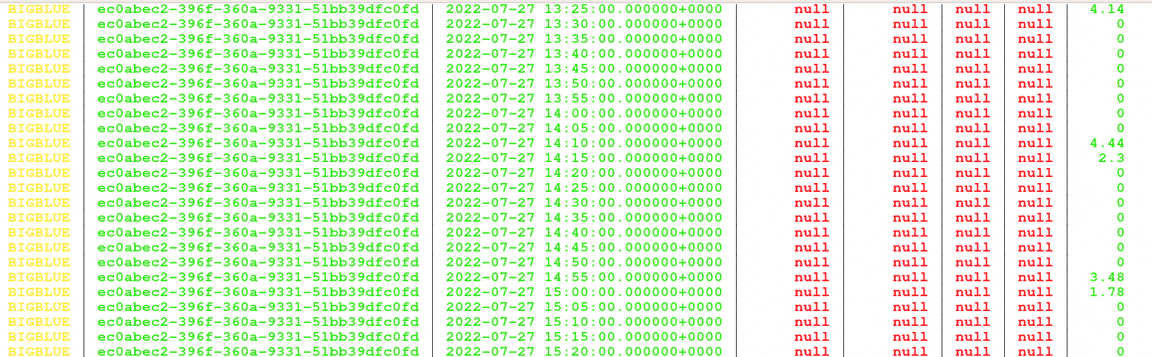 BIGBLUE | ec0abec2-396f-360a-9331-51bb39dfc0fd | 2022-07-27 13:25:00.000000+0000 | null | null | null | null | 4.14
BIGBLUE | ec0abec2-396f-360a-9331-51bb39dfc0fd | 2022-07-27 13:30:00.000000+0000 | null | null | null | null | 0
BIGBLUE | ec0abec2-396f-360a-9331-51bb39dfc0fd | 2022-07-27 13:35:00.000000+0000 | null | null | null | null | 0
BIGBLUE | ec0abec2-396f-360a-9331-51bb39dfc0fd | 2022-07-27 13:40:00.000000+0000 | null | null | null | null | 0
BIGBLUE | ec0abec2-396f-360a-9331-51bb39dfc0fd | 2022-07-27 13:45:00.000000+0000 | null | null | null | null | 0
BIGBLUE | ec0abec2-396f-360a-9331-51bb39dfc0fd | 2022-07-27 13:50:00.000000+0000 | null | null | null | null | 0
BIGBLUE | ec0abec2-396f-360a-9331-51bb39dfc0fd | 2022-07-27 13:55:00.000000+0000 | null | null | null | null | 0
BIGBLUE | ec0abec2-396f-360a-9331-51bb39dfc0fd | 2022-07-27 14:00:00.000000+0000 | null | null | null | null | 0
BIGBLUE | ec0abec2-396f-360a-9331-51bb39dfc0fd | 2022-07-27 14:05:00.000000+0000 | null | null | null | null | 0
BIGBLUE | ec0abec2-396f-360a-9331-51bb39dfc0fd | 2022-07-27 14:10:00.000000+0000 | null | null | null | null | 4.44
BIGBLUE | ec0abec2-396f-360a-9331-51bb39dfc0fd | 2022-07-27 14:15:00.000000+0000 | null | null | null | null | 2.3
BIGBLUE | ec0abec2-396f-360a-9331-51bb39dfc0fd | 2022-07-27 14:20:00.000000+0000 | null | null | null | null | 0
BIGBLUE | ec0abec2-396f-360a-9331-51bb39dfc0fd | 2022-07-27 14:25:00.000000+0000 | null | null | null | null | 0
BIGBLUE | ec0abec2-396f-360a-9331-51bb39dfc0fd | 2022-07-27 14:30:00.000000+0000 | null | null | null | null | 0
BIGBLUE | ec0abec2-396f-360a-9331-51bb39dfc0fd | 2022-07-27 14:35:00.000000+0000 | null | null | null | null | 0
BIGBLUE | ec0abec2-396f-360a-9331-51bb39dfc0fd | 2022-07-27 14:40:00.000000+0000 | null | null | null | null | 0
BIGBLUE | ec0abec2-396f-360a-9331-51bb39dfc0fd | 2022-07-27 14:45:00.000000+0000 | null | null | null | null | 0
BIGBLUE | ec0abec2-396f-360a-9331-51bb39dfc0fd | 2022-07-27 14:50:00.000000+0000 | null | null | null | null | 0
BIGBLUE | ec0abec2-396f-360a-9331-51bb39dfc0fd | 2022-07-27 14:55:00.000000+0000 | null | null | null | null | 3.48
BIGBLUE | ec0abec2-396f-360a-9331-51bb39dfc0fd | 2022-07-27 15:00:00.000000+0000 | null | null | null | null | 1.78
BIGBLUE | ec0abec2-396f-360a-9331-51bb39dfc0fd | 2022-07-27 15:05:00.000000+0000 | null | null | null | null | 0
BIGBLUE | ec0abec2-396f-360a-9331-51bb39dfc0fd | 2022-07-27 15:10:00.000000+0000 | null | null | null | null | 0
BIGBLUE | ec0abec2-396f-360a-9331-51bb39dfc0fd | 2022-07-27 15:15:00.000000+0000 | null | null | null | null | 0
BIGBLUE | ec0abec2-396f-360a-9331-51bb39dfc0fd | 2022-07-27 15:20:00.000000+0000 | null | null | null | null | 0